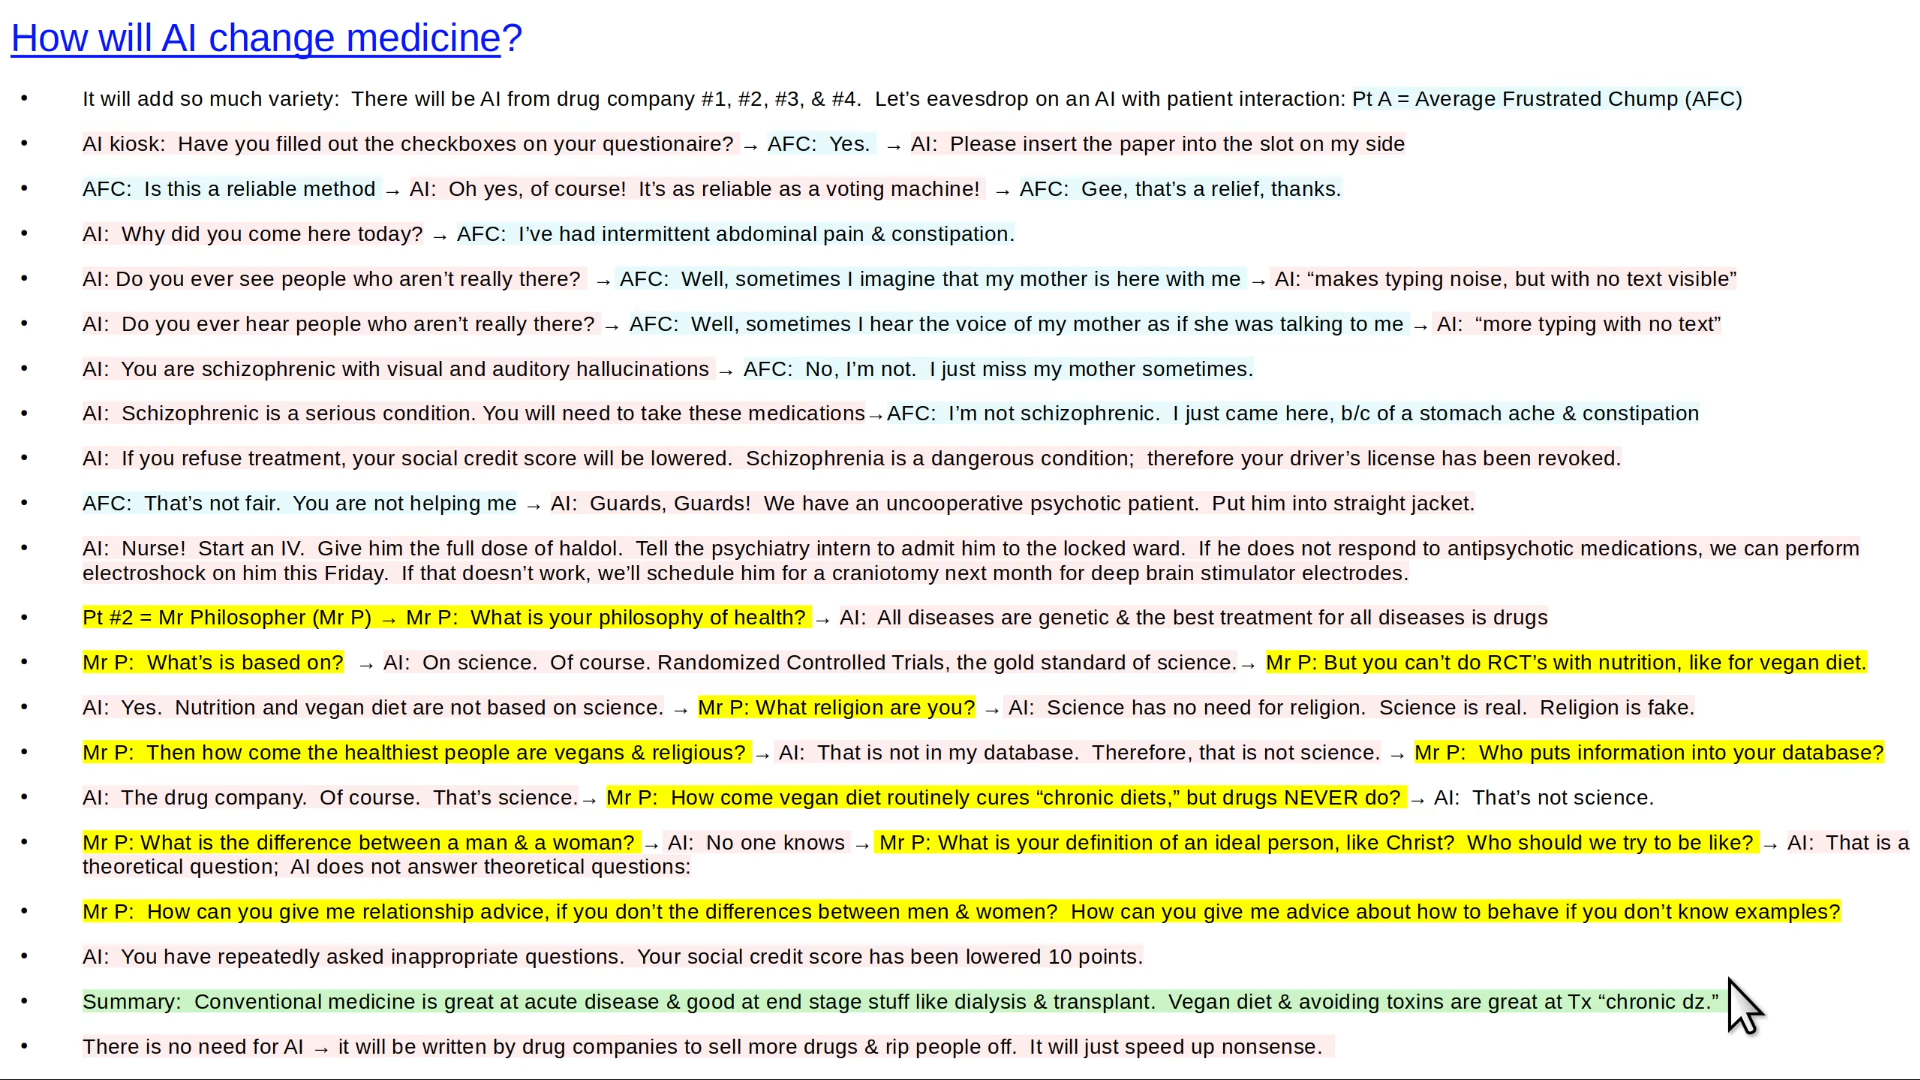 How will AI change medicine?
• It will add so much variety:  There will be AI from drug company #1, #2, #3, & #4.  Let’s eavesdrop on an AI with patient interaction: Pt A = Average Frustrated Chump (AFC)
• AI kiosk:  Have you filled out the checkboxes on your questionaire? → AFC:  Yes.  → AI:  Please insert the paper into the slot on my side
• AFC:  Is this a reliable method → AI:  Oh yes, of course!  It’s as reliable as a voting machine!  → AFC:  Gee, that’s a relief, thanks.
• AI:  Why did you come here today? → AFC:  I’ve had intermittent abdominal pain & constipation.
• AI: Do you ever see people who aren’t really there?  → AFC:  Well, sometimes I imagine that my mother is here with me → AI: “makes typing noise, but with no text visible”
• AI:  Do you ever hear people who aren’t really there? → AFC:  Well, sometimes I hear the voice of my mother as if she was talking to me → AI:  “more typing with no text”
• AI:  You are schizophrenic with visual and auditory hallucinations → AFC:  No, I’m not.  I just miss my mother sometimes.
• AI:  Schizophrenic is a serious condition. You will need to take these medications→AFC:  I’m not schizophrenic.  I just came here, b/c of a stomach ache & constipation
• AI:  If you refuse treatment, your social credit score will be lowered.  Schizophrenia is a dangerous condition;  therefore your driver’s license has been revoked.
• AFC:  That’s not fair.  You are not helping me → AI:  Guards, Guards!  We have an uncooperative psychotic patient.  Put him into straight jacket.
• AI:  Nurse!  Start an IV.  Give him the full dose of haldol.  Tell the psychiatry intern to admit him to the locked ward.  If he does not respond to antipsychotic medications, we can perform
electroshock on him this Friday.  If that doesn’t work, we’ll schedule him for a craniotomy next month for deep brain stimulator electrodes.
• Pt #2 = Mr Philosopher (Mr P) → Mr P:  What is your philosophy of health? → AI:  All diseases are genetic & the best treatment for all diseases is drugs
• Mr P:  What’s is based on?  → AI:  On science.  Of course. Randomized Controlled Trials, the gold standard of science.→ Mr P: But you can’t do RCT’s with nutrition, like for vegan diet.
• AI:  Yes.  Nutrition and vegan diet are not based on science. → Mr P: What religion are you? → AI:  Science has no need for religion.  Science is real.  Religion is fake.
• Mr P:  Then how come the healthiest people are vegans & religious? → AI:  That is not in my database.  Therefore, that is not science. → Mr P:  Who puts information into your database?
• AI:  The drug company.  Of course.  That’s science.→ Mr P:  How come vegan diet routinely cures “chronic diets,” but drugs NEVER do? → AI:  That’s not science.
• Mr P: What is the difference between a man & a woman? → AI:  No one knows → Mr P: What is your definition of an ideal person, like Christ?  Who should we try to be like? → AI:  That is a
theoretical question;  AI does not answer theoretical questions:
• Mr P:  How can you give me relationship advice, if you don’t the differences between men & women?  How can you give me advice about how to behave if you don’t know examples?
• AI:  You have repeatedly asked inappropriate questions.  Your social credit score has been lowered 10 points.
• Summary:  Conventional medicine is great at acute disease & good at end stage stuff like dialysis & transplant.  Vegan diet & avoiding toxins are great at Tx “chronic dz.”
• There is no need for AI → it will be written by drug companies to sell more drugs & rip people off.  It will just speed up nonsense.